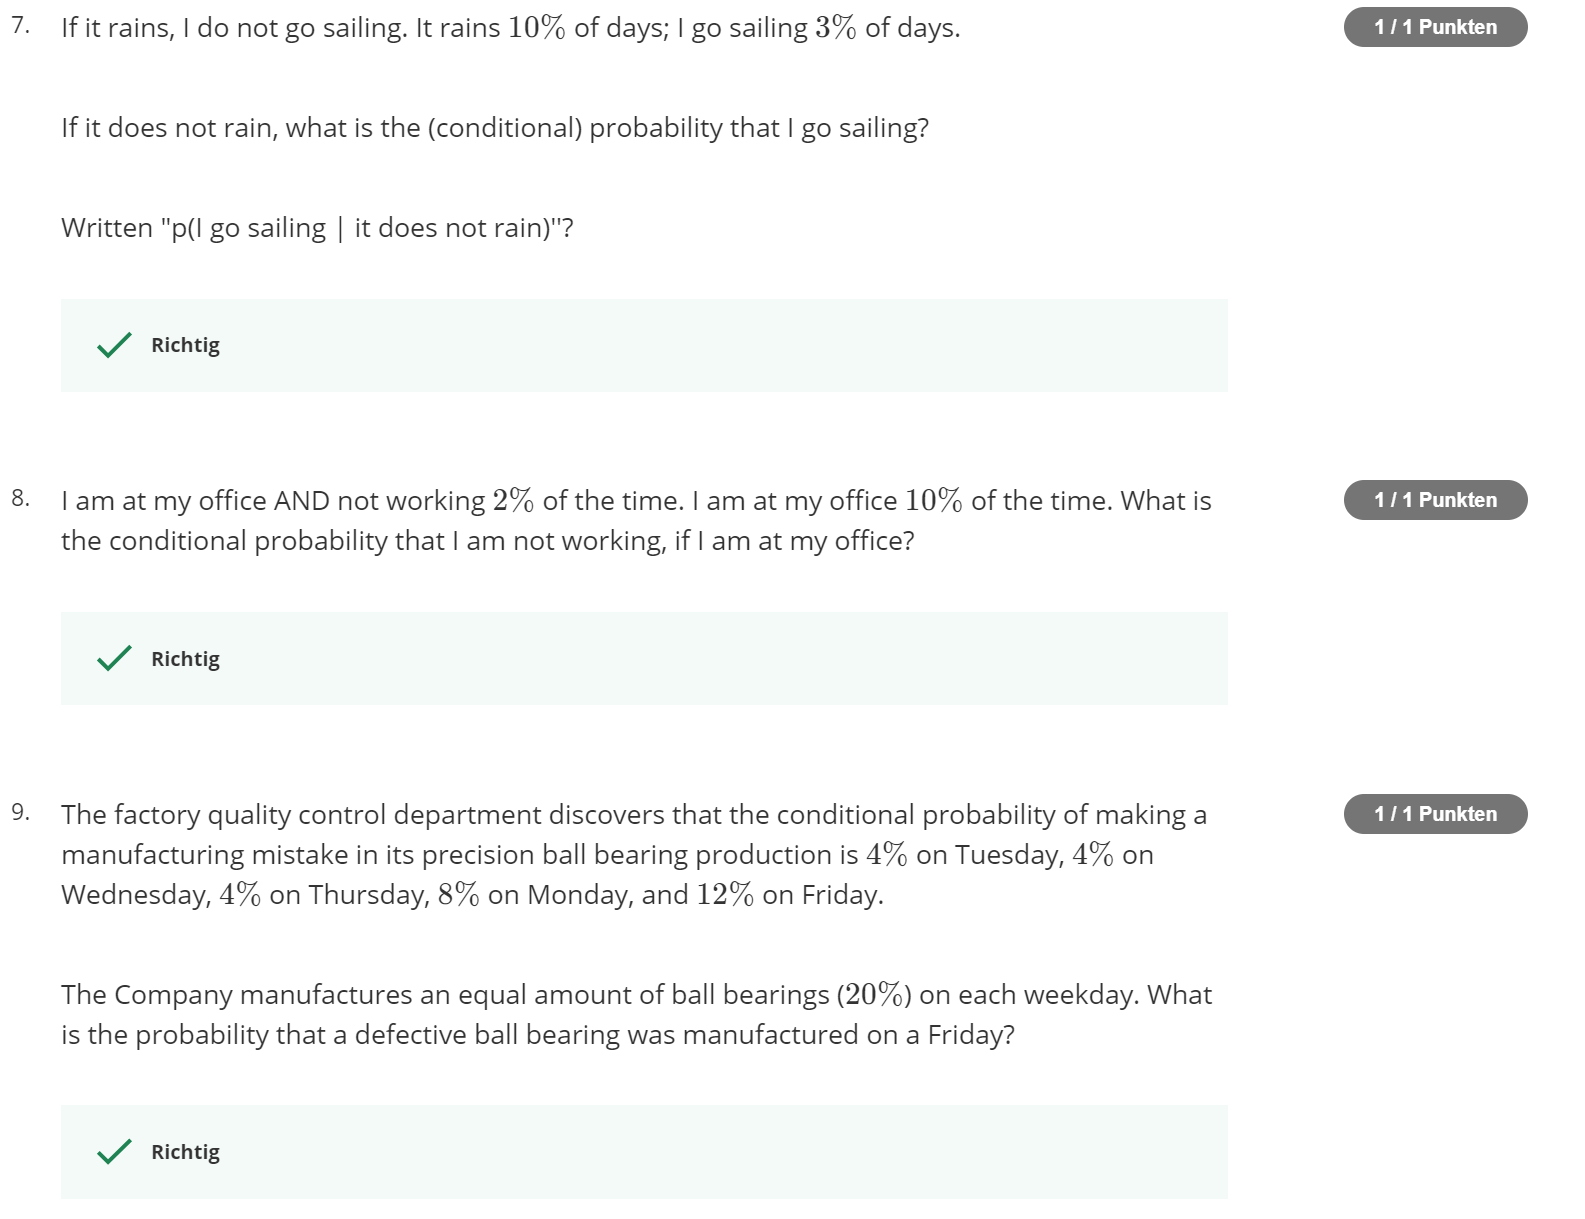 7. If it rains, I do not go sailing. It rains 10% of days; I go sailing 3% of days.
1 / 1 Punkten
If it does not rain, what is the (conditional) probability that I go sailing?
Written "p(I go sailing | it does not rain)"?
Richtig
8. I am at my office AND not working 2% of the time. I am at my office 10% of the time. What is
1 / 1 Punkten
the conditional probability that I am not working, if I am at my office?
Richtig
9. The factory quality control department discovers that the conditional probability of making a
1 / 1 Punkten
manufacturing mistake in its precision ball bearing production is 4% on Tuesday, 4% on
Wednesday, 4% on Thursday, 8% on Monday, and 12% on Friday.
The Company manufactures an equal amount of ball bearings (20%) on each weekday. What
is the probability that a defective ball bearing was manufactured on a Friday?
Richtig